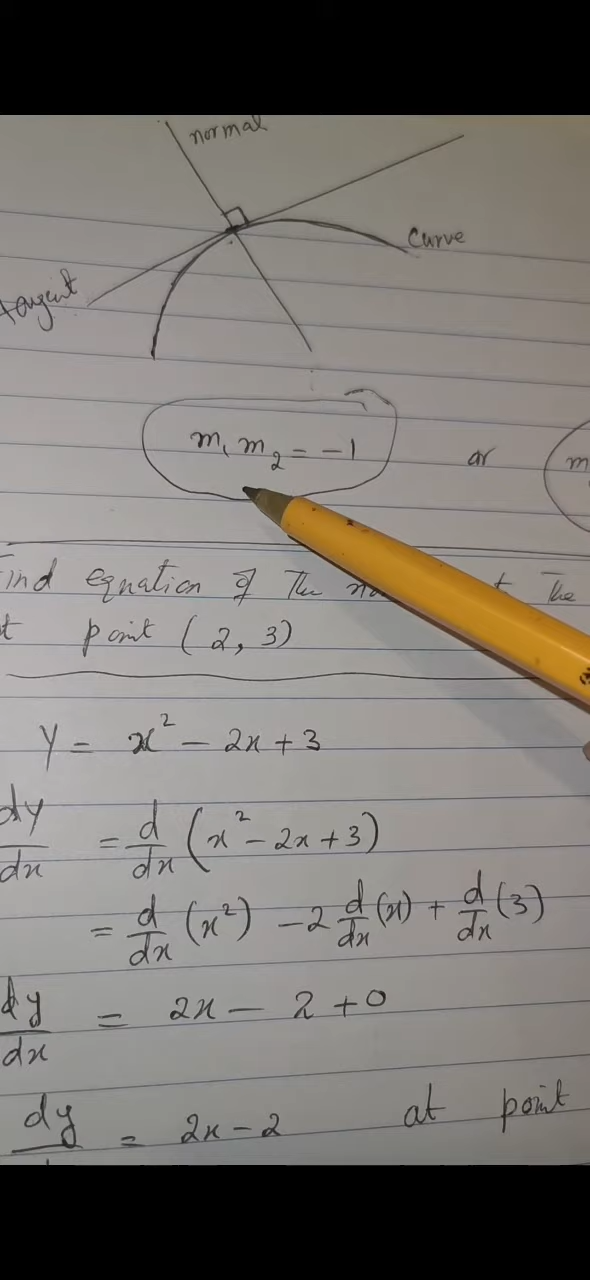 normal
curve
tangent
m₁ m₂ = -1 or m
Find equation of The The
at point (2, 3)
y = x² - 2x + 3
dy/dx = d/dx (x² - 2x + 3)
= d/dx (x²) - 2 d/dx (x) + d/dx (3)
dy/dx = 2x - 2 + 0
dy = 2x - 2 at point